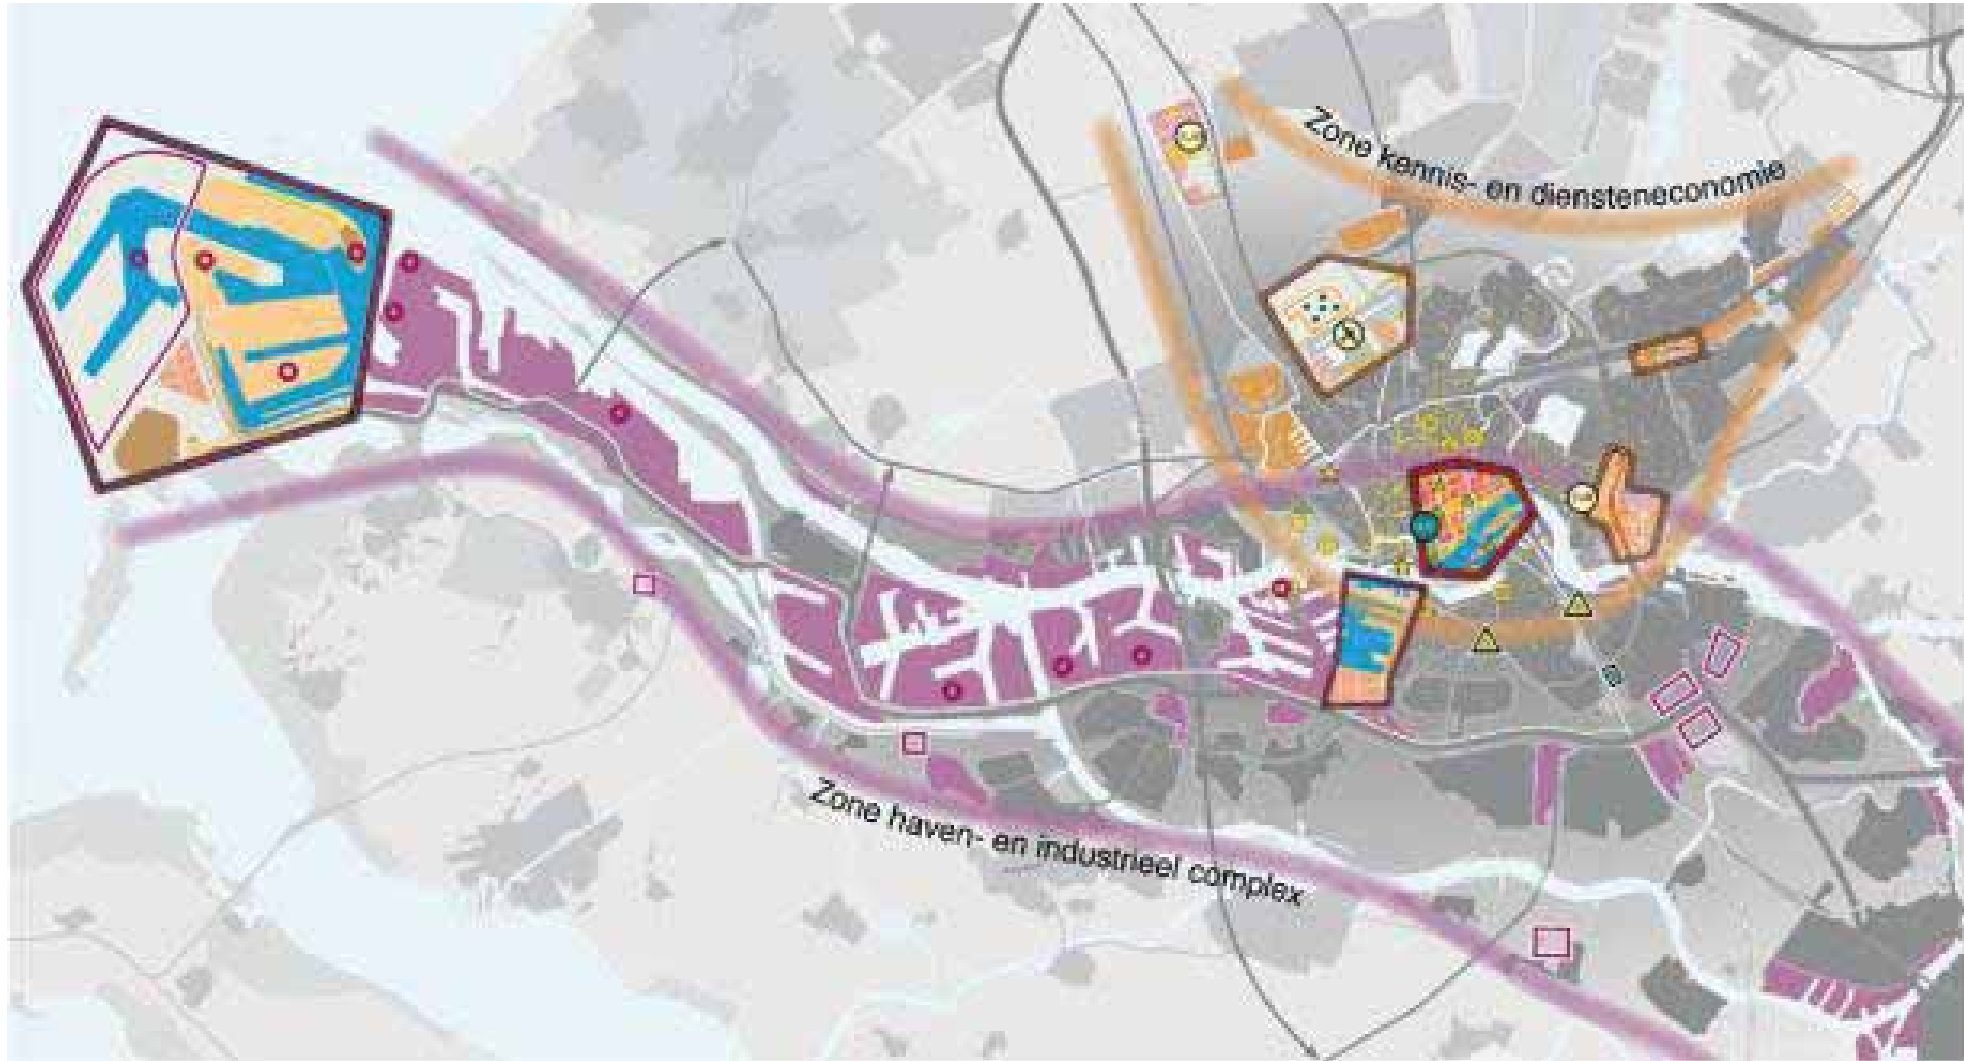 Zone kennis- en diensteneconomie
Zone haven- en industrieel complex